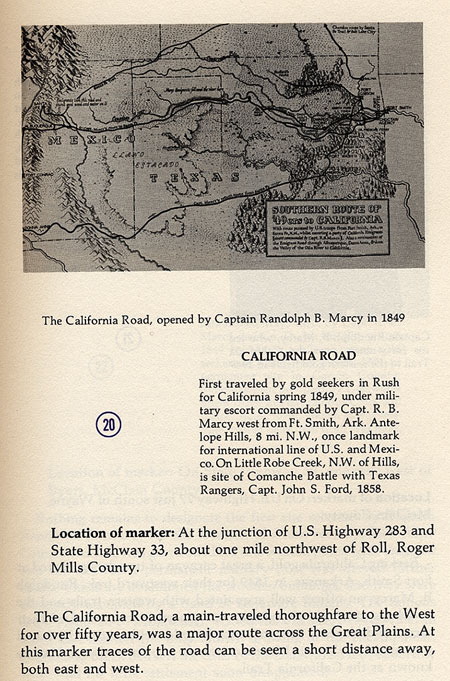 MEXICO
LLANO
ESTACADO
TEXAS
FORT SMITH
SOUTHERN ROUTE OF
'49ers to CALIFORNIA
The California Road, opened by Captain Randolph B. Marcy in 1849
CALIFORNIA ROAD
First traveled by gold seekers in Rush
for California spring 1849, under mili-
tary escort commanded by Capt. R. B.
Marcy west from Ft. Smith, Ark. Ante-
lope Hills, 8 mi. N.W., once landmark
for international line of U.S. and Mexi-
co. On Little Robe Creek, N.W. of Hills,
is site of Comanche Battle with Texas
Rangers, Capt. John S. Ford, 1858.
20
Location of marker: At the junction of U.S. Highway 283 and
State Highway 33, about one mile northwest of Roll, Roger
Mills County.
The California Road, a main-traveled thoroughfare to the West
for over fifty years, was a major route across the Great Plains. At
this marker traces of the road can be seen a short distance away,
both east and west.